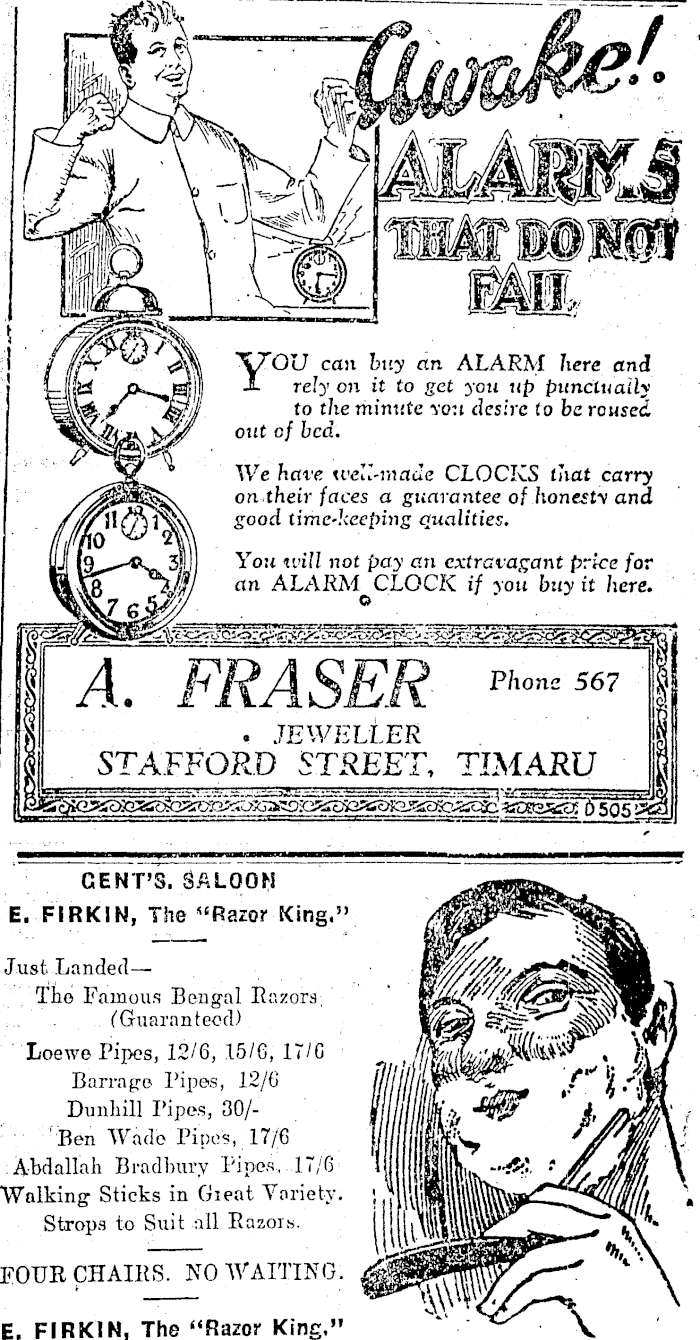 Awake!.
ALARMS
THAT DO NOT
FAIL
YOU can buy an ALARM here and
rely on it to get you up punctually
to the minute you desire to be roused
out of bed.
We have well-made CLOCKS that carry
on their faces a guarantee of honesty and
good time-keeping qualities.
You will not pay an extravagant price for
an ALARM CLOCK if you buy it here.
A. FRASER Phone 567
JEWELLER
STAFFORD STREET, TIMARU
D505
GENT'S. SALOON
E. FIRKIN, The "Razor King."
Just Landed—
The Famous Bengal Razors
(Guaranteed)
Loewe Pipes, 12/6, 15/6, 17/6
Barrage Pipes, 12/6
Dunhill Pipes, 30/-
Ben Wade Pipes, 17/6
Abdallah Bradbury Pipes, 17/6
Walking Sticks in Great Variety.
Strops to Suit all Razors.
FOUR CHAIRS. NO WAITING.
E. FIRKIN, The "Razor King."